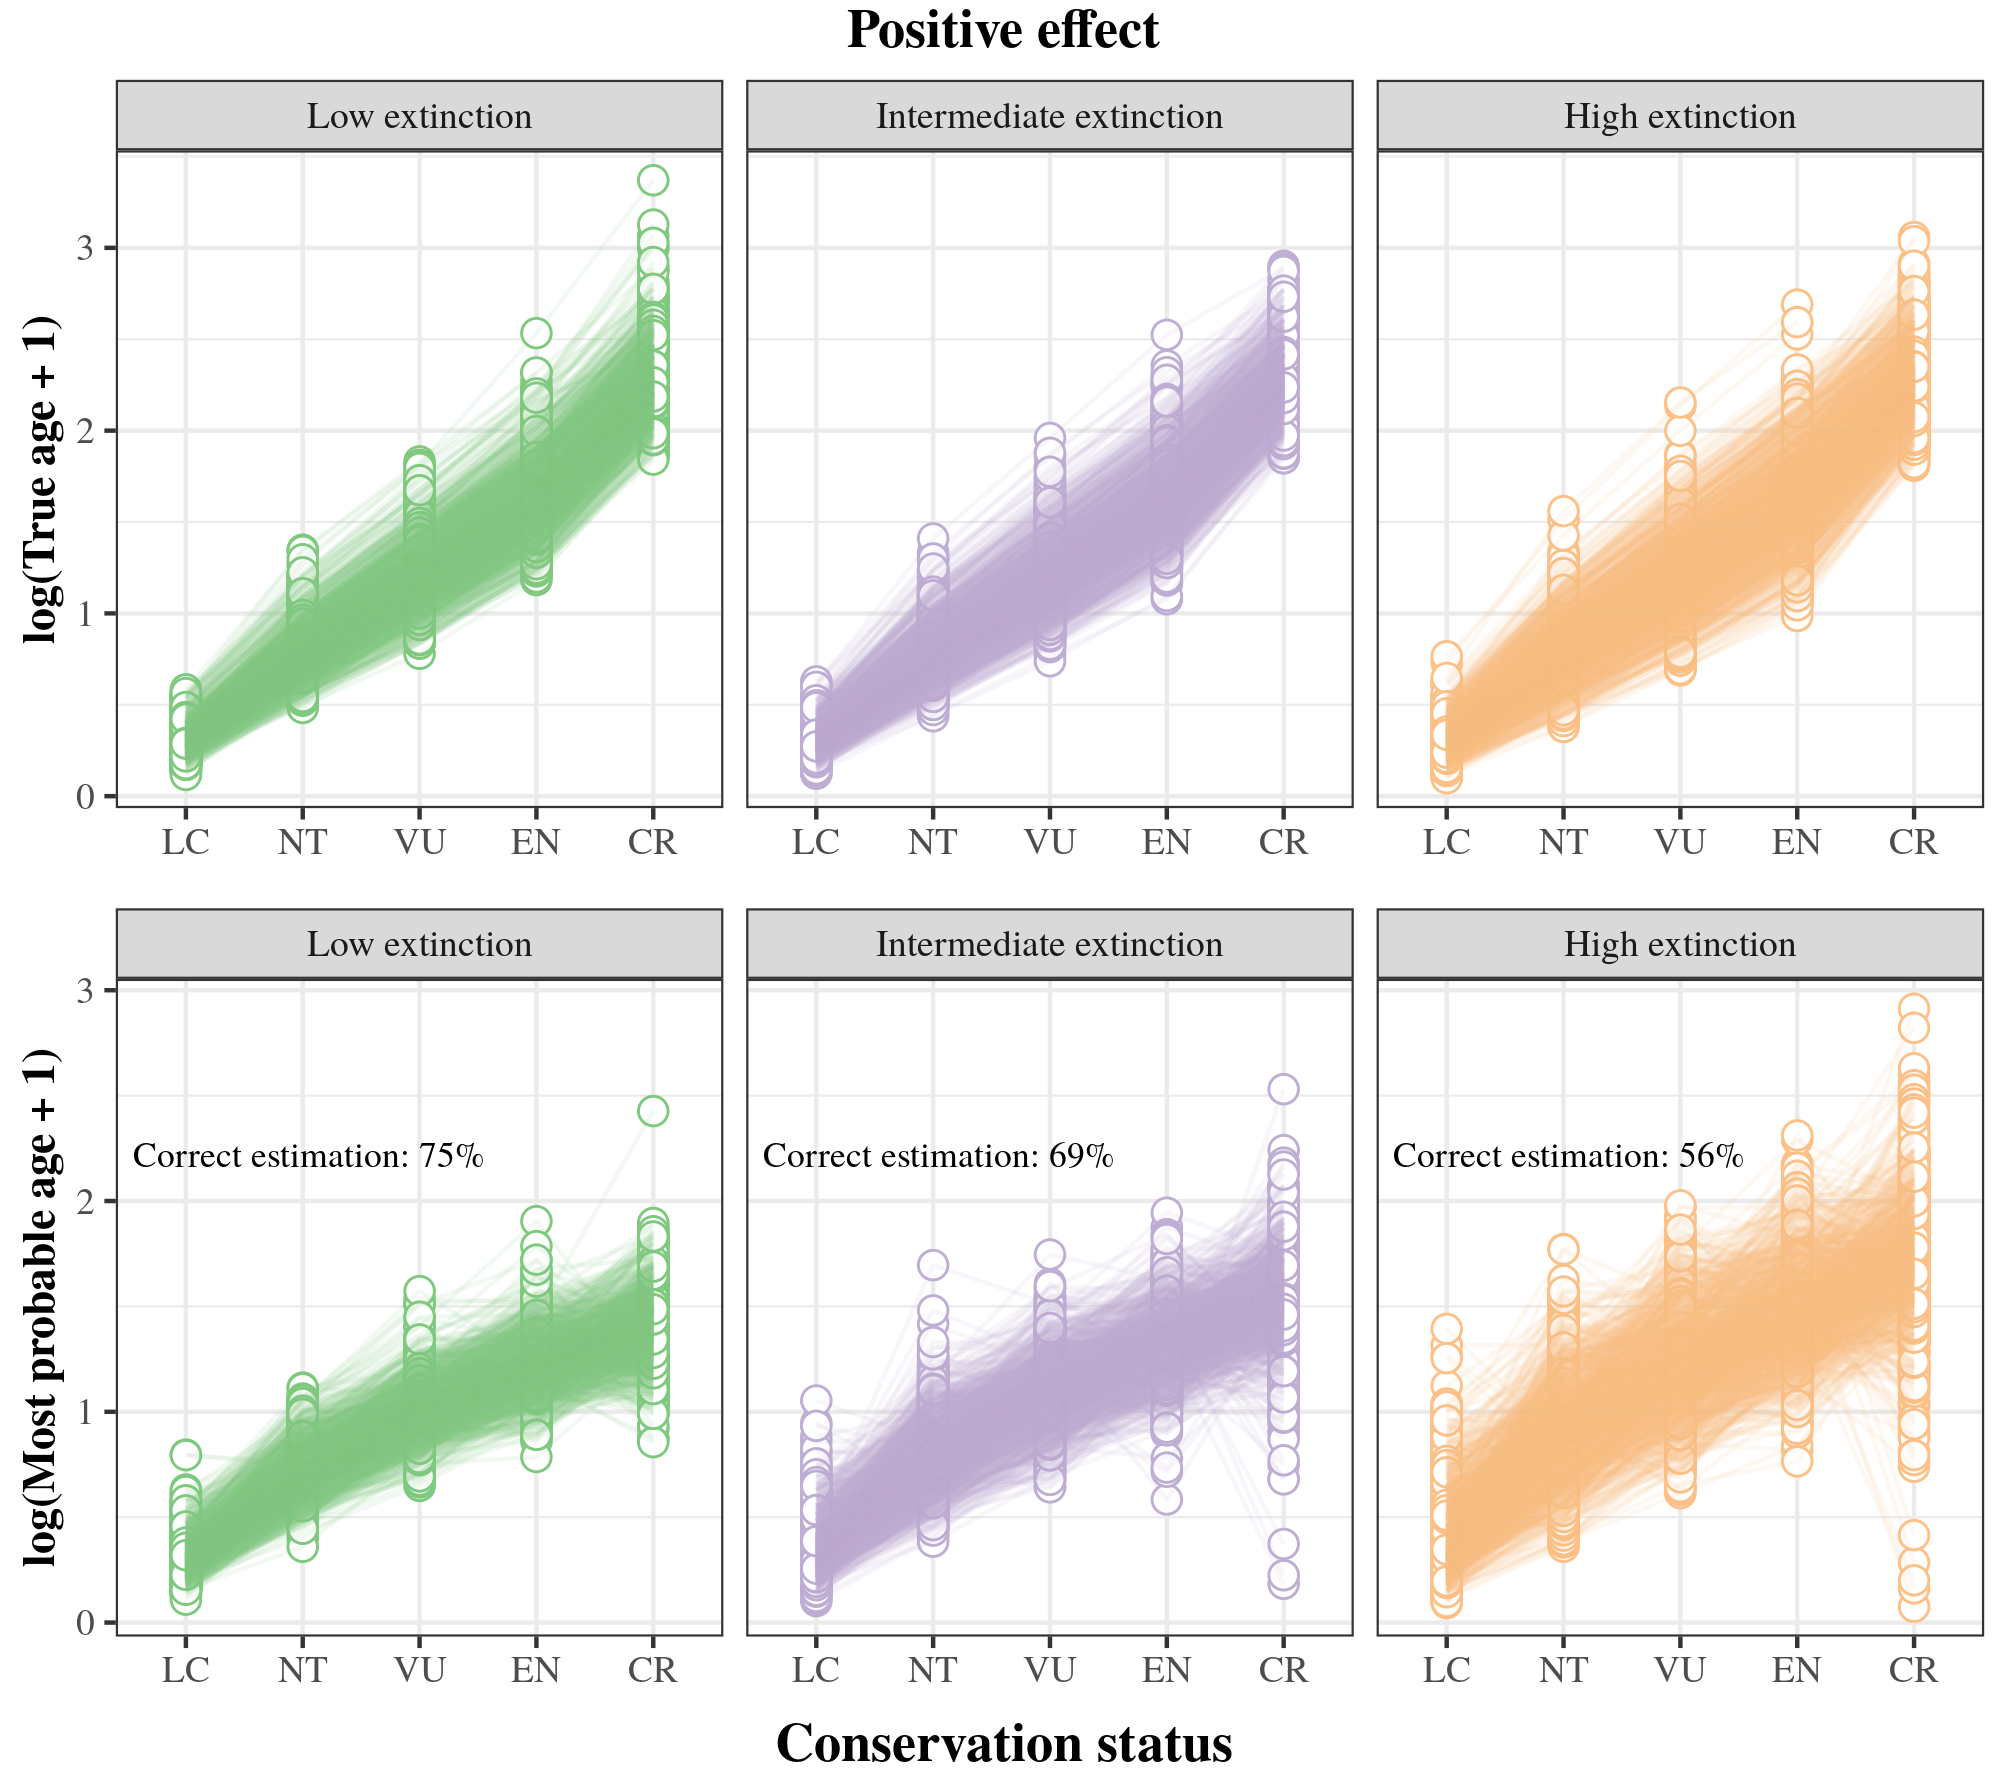 Positive effect
Low extinction
Intermediate extinction
High extinction
log(True age + 1)
3
2
1
0
LC NT VU EN CR
LC NT VU EN CR
LC NT VU EN CR
Low extinction
Intermediate extinction
High extinction
log(Most probable age + 1)
3
2
1
0
Correct estimation: 75%
Correct estimation: 69%
Correct estimation: 56%
LC NT VU EN CR
LC NT VU EN CR
LC NT VU EN CR
Conservation status